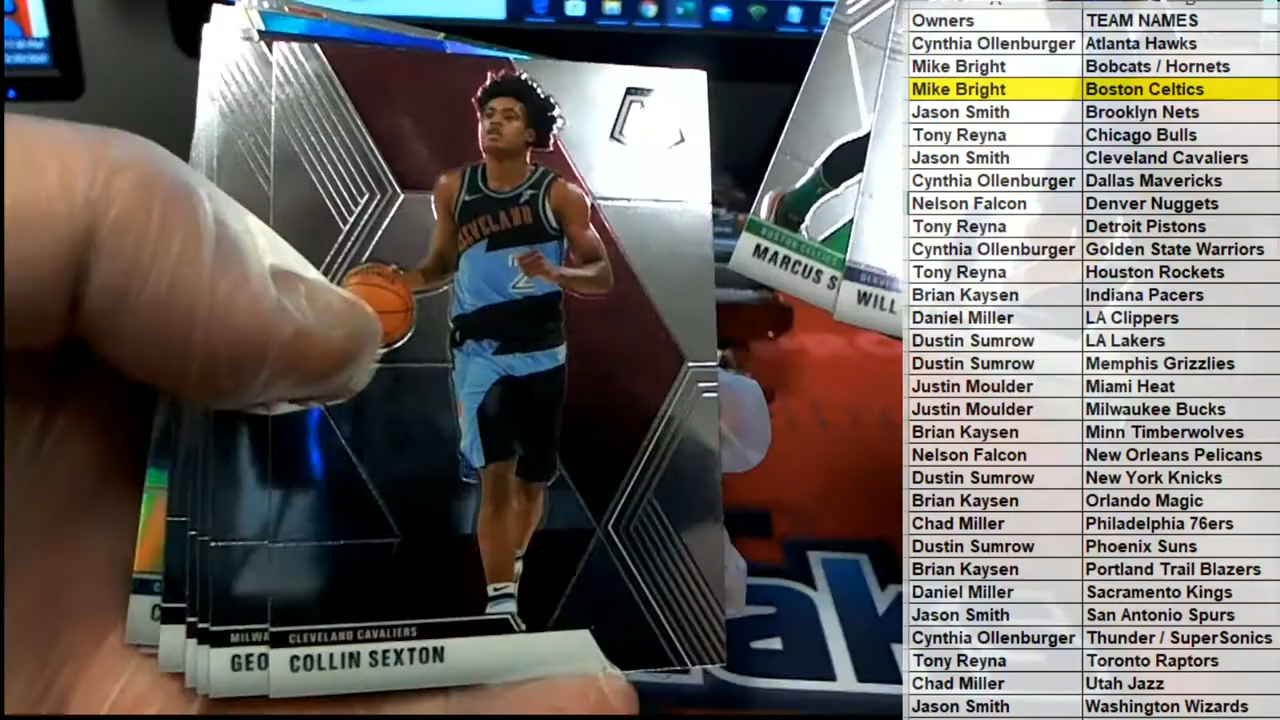 CLEVELAND
2
MILWA
GEO
CLEVELAND CAVALIERS
COLLIN SEXTON
BOSTON CELTICS
MARCUS S
WILL
Owners TEAM NAMES
Cynthia Ollenburger Atlanta Hawks
Mike Bright Bobcats / Hornets
Mike Bright Boston Celtics
Jason Smith Brooklyn Nets
Tony Reyna Chicago Bulls
Jason Smith Cleveland Cavaliers
Cynthia Ollenburger Dallas Mavericks
Nelson Falcon Denver Nuggets
Tony Reyna Detroit Pistons
Cynthia Ollenburger Golden State Warriors
Tony Reyna Houston Rockets
Brian Kaysen Indiana Pacers
Daniel Miller LA Clippers
Dustin Sumrow LA Lakers
Dustin Sumrow Memphis Grizzlies
Justin Moulder Miami Heat
Justin Moulder Milwaukee Bucks
Brian Kaysen Minn Timberwolves
Nelson Falcon New Orleans Pelicans
Dustin Sumrow New York Knicks
Brian Kaysen Orlando Magic
Chad Miller Philadelphia 76ers
Dustin Sumrow Phoenix Suns
Brian Kaysen Portland Trail Blazers
Daniel Miller Sacramento Kings
Jason Smith San Antonio Spurs
Cynthia Ollenburger Thunder / SuperSonics
Tony Reyna Toronto Raptors
Chad Miller Utah Jazz
Jason Smith Washington Wizards